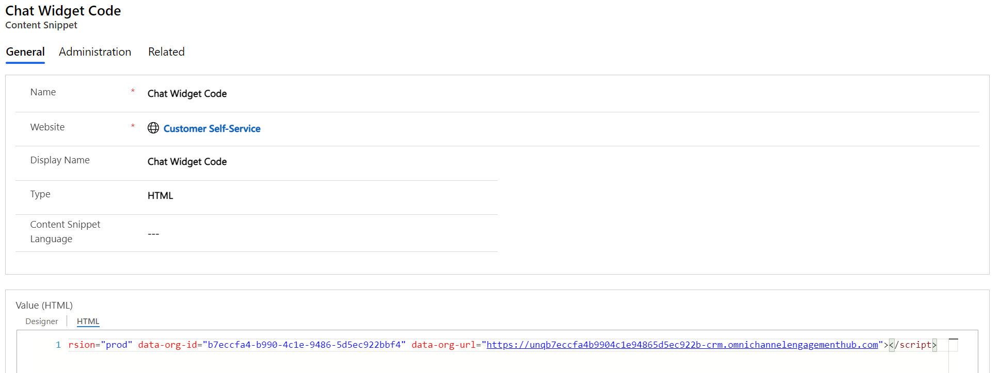 Chat Widget Code
Content Snippet
General Administration Related
Name * Chat Widget Code
Website * Customer Self-Service
Display Name Chat Widget Code
Type HTML
Content Snippet
Language ---
Value (HTML)
Designer HTML
1 rsion="prod" data-org-id="b7eccfa4-b990-4c1e-9486-5d5ec922bbf4" data-org-url="https://unqb7eccfa4b9904c1e94865d5ec922b-crm.omnichannelengagementhub.com"></script>